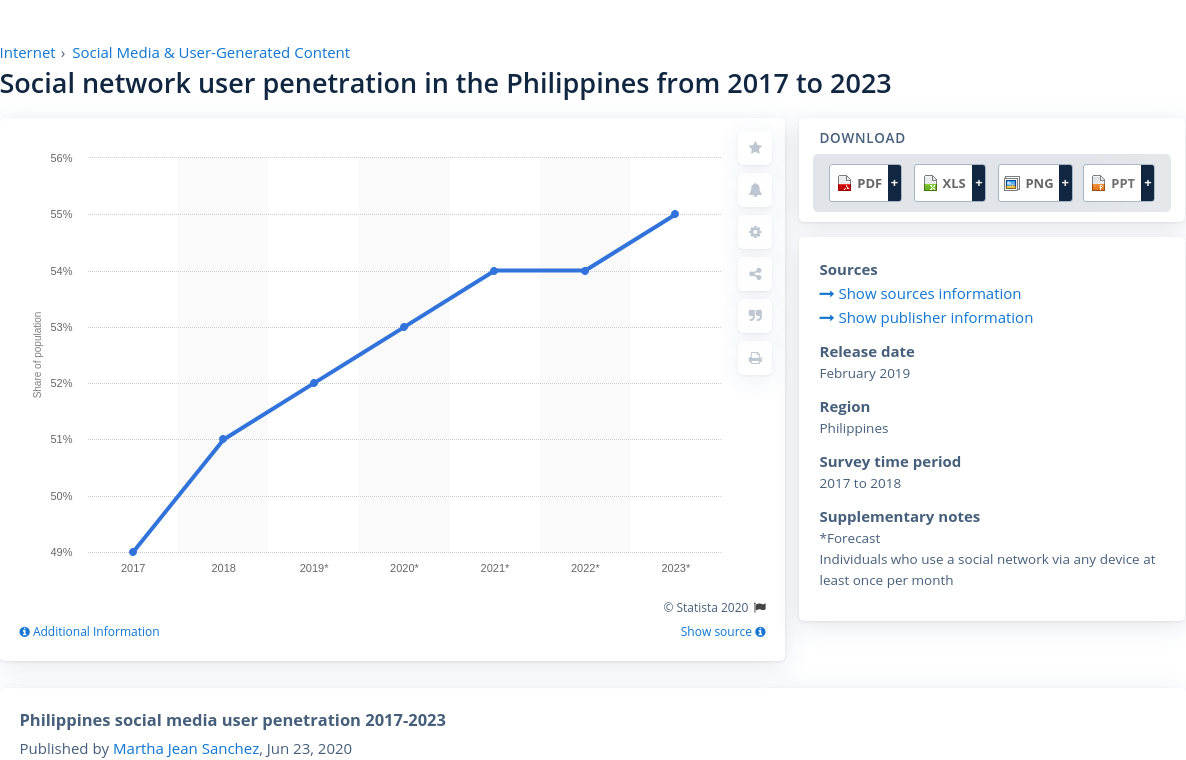 Internet › Social Media & User-Generated Content
Social network user penetration in the Philippines from 2017 to 2023
56%
55%
54%
53%
52%
51%
50%
49%
Share of population
2017 2018 2019* 2020* 2021* 2022* 2023*
© Statista 2020
Additional Information
Show source
DOWNLOAD
PDF + XLS + PNG + PPT +
Sources
Show sources information
Show publisher information
Release date
February 2019
Region
Philippines
Survey time period
2017 to 2018
Supplementary notes
*Forecast
Individuals who use a social network via any device at
least once per month
Philippines social media user penetration 2017-2023
Published by Martha Jean Sanchez, Jun 23, 2020